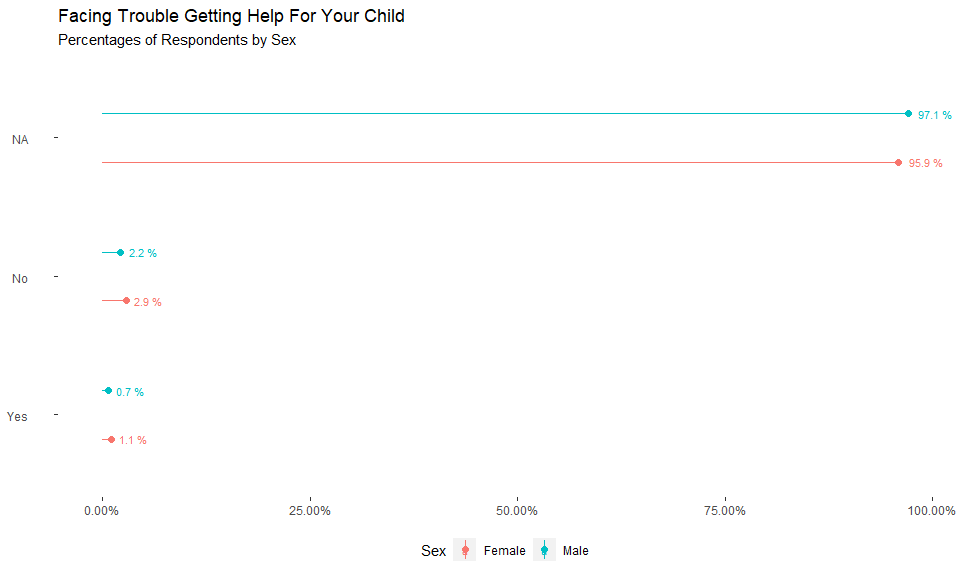 Facing Trouble Getting Help For Your Child
Percentages of Respondents by Sex
97.1 %
NA
95.9 %
2.2 %
No
2.9 %
0.7 %
Yes
1.1 %
0.00% 25.00% 50.00% 75.00% 100.00%
Sex Female Male